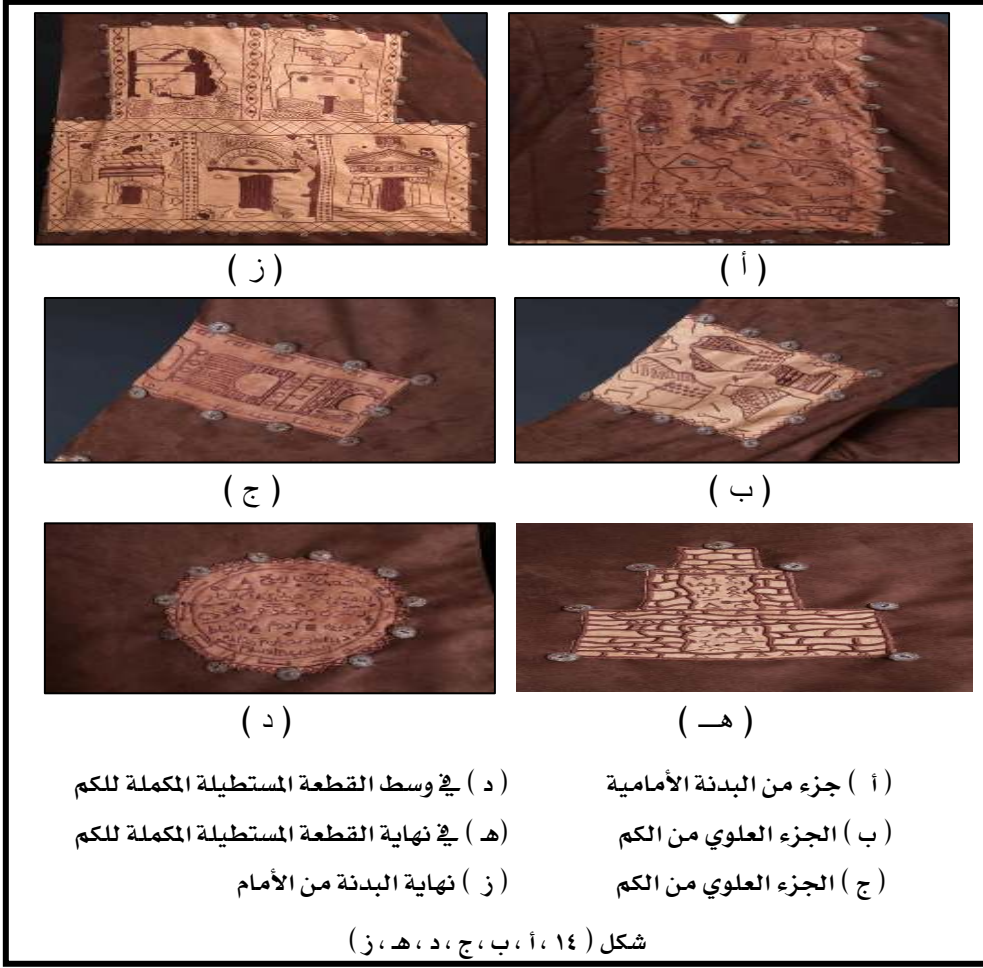 ( أ ) ( ز )
( ب ) ( ج )
( هـ ) ( د )
( أ ) جزء من البدنة الأمامية ( د ) في وسط القطعة المستطيلة المكملة للكم
( ب ) الجزء العلوي من الكم ( هـ ) في نهاية القطعة المستطيلة المكملة للكم
( ج ) الجزء العلوي من الكم ( ز ) نهاية البدنة من الأمام
شكل ( ١٤ ،أ ، ب ، ج ، د ، هـ ، ز )